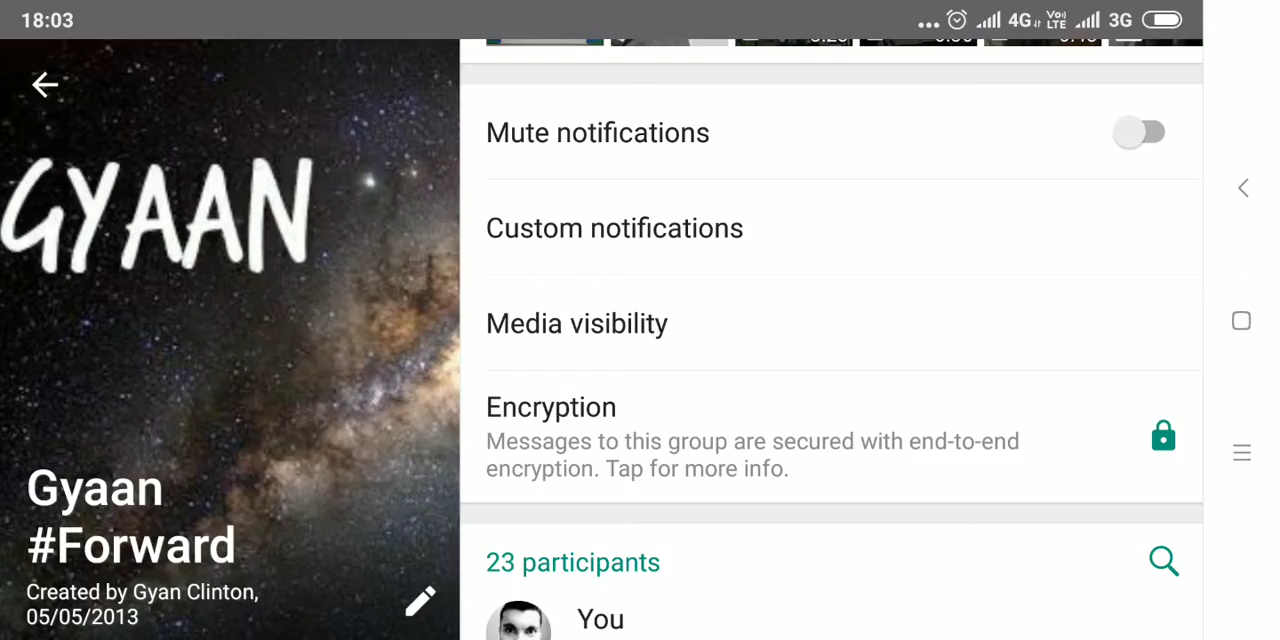 18:03
4G VoLTE 3G
GYAAN
Gyaan
#Forward
Created by Gyan Clinton,
05/05/2013
Mute notifications
Custom notifications
Media visibility
Encryption
Messages to this group are secured with end-to-end
encryption. Tap for more info.
23 participants
You